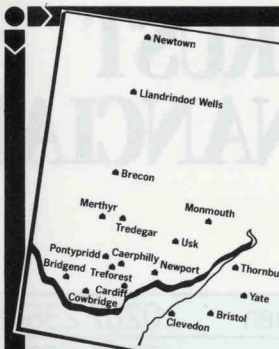 Newtown
Llandrindod Wells
Brecon
Merthyr
Monmouth
Tredegar
Usk
Pontypridd
Caerphilly
Bridgend
Treforest
Newport
Thornbu
Cardiff
Cowbridge
Yate
Clevedon
Bristol